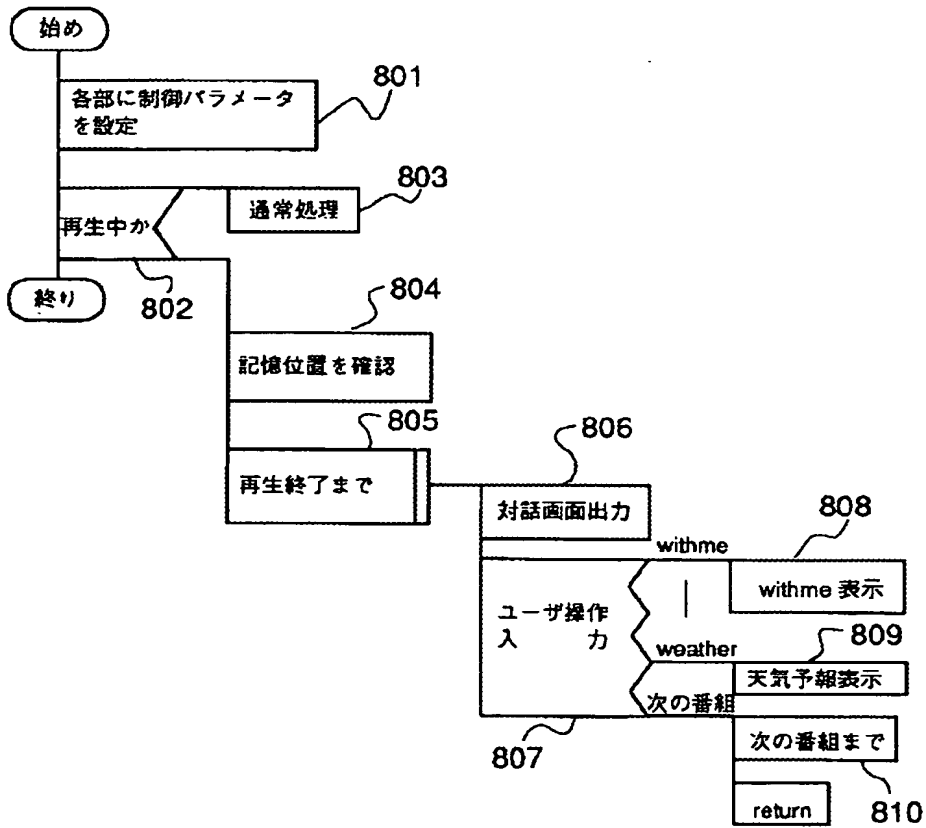 始め
801
各部に制御パラメータ
を設定
803
通常処理
再生中か
802
終り
804
記憶位置を確認
805
再生終了まで
806
対話画面出力
808
withme
withme 表示
ユーザ操作
入 力
809
weather
天気予報表示
次の番組
807
次の番組まで
810
return